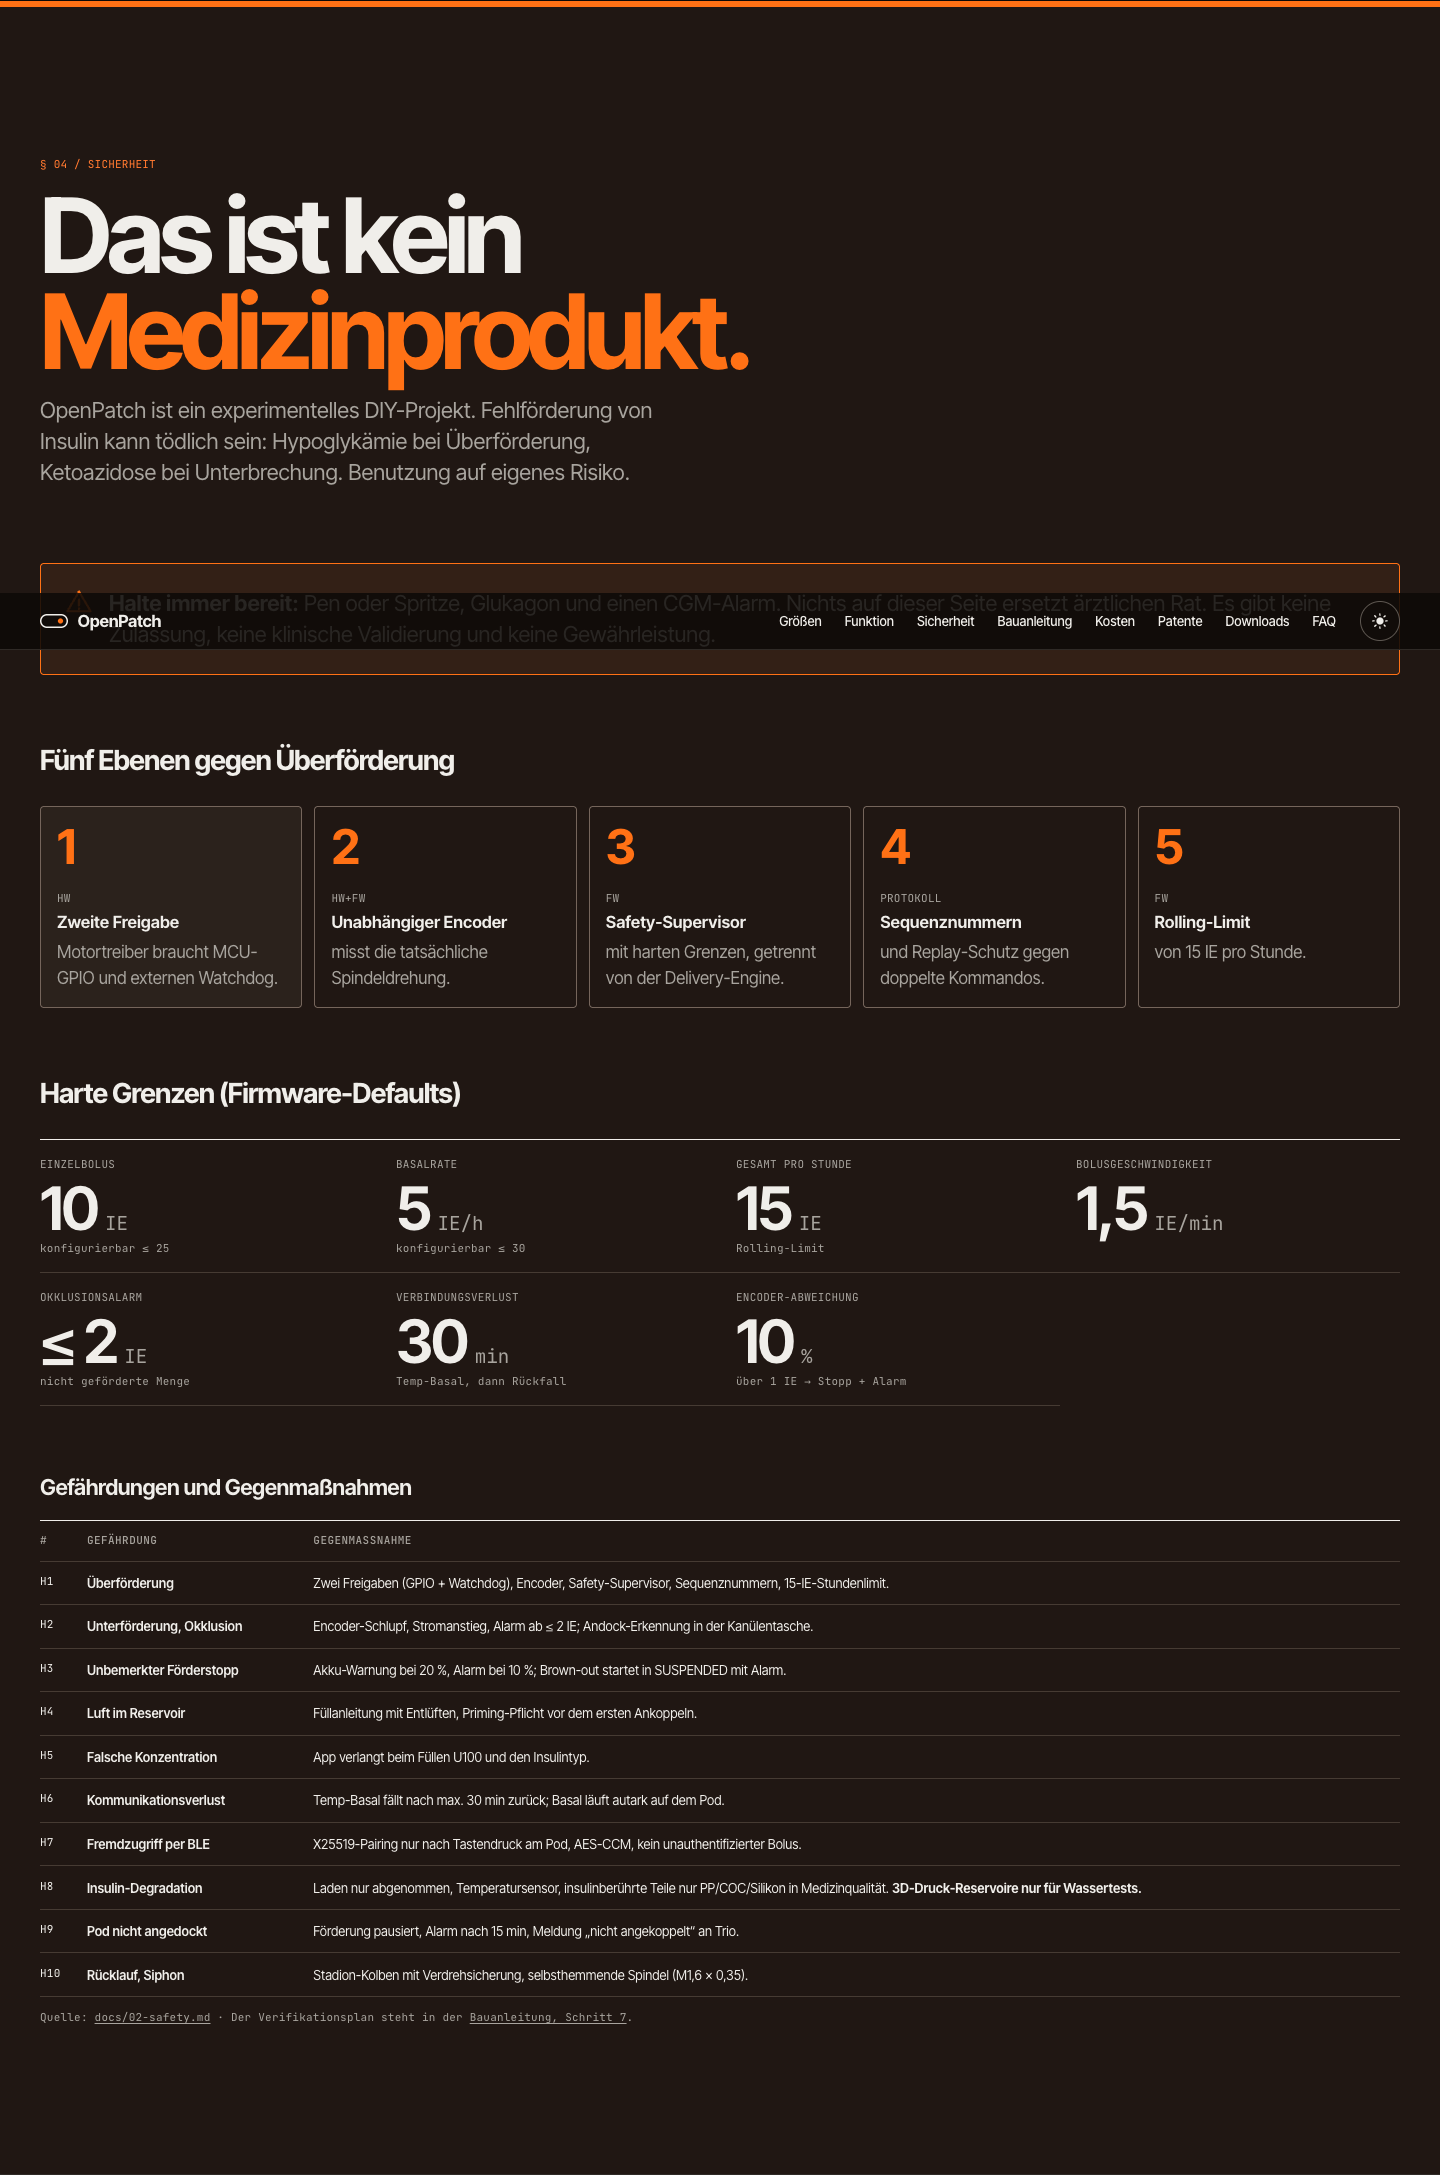 § 04 / SICHERHEIT
Das ist kein
Medizinprodukt.
OpenPatch ist ein experimentelles DIY-Projekt. Fehlförderung von
Insulin kann tödlich sein: Hypoglykämie bei Überförderung,
Ketoazidose bei Unterbrechung. Benutzung auf eigenes Risiko.
Halte immer bereit: Pen oder Spritze, Glukagon und einen CGM-Alarm. Nichts auf dieser Seite ersetzt ärztlichen Rat. Es gibt keine
Zulassung, keine klinische Validierung und keine Gewährleistung.
OpenPatch Größen Funktion Sicherheit Bauanleitung Kosten Patente Downloads FAQ
Fünf Ebenen gegen Überförderung
1
HW
Zweite Freigabe
Motortreiber braucht MCU-
GPIO und externen Watchdog.
2
HW+FW
Unabhängiger Encoder
misst die tatsächliche
Spindeldrehung.
3
FW
Safety-Supervisor
mit harten Grenzen, getrennt
von der Delivery-Engine.
4
PROTOKOLL
Sequenznummern
und Replay-Schutz gegen
doppelte Kommandos.
5
FW
Rolling-Limit
von 15 IE pro Stunde.
Harte Grenzen (Firmware-Defaults)
EINZELBOLUS
10 IE
konfigurierbar ≤ 25
BASALRATE
5 IE/h
konfigurierbar ≤ 30
GESAMT PRO STUNDE
15 IE
Rolling-Limit
BOLUSGESCHWINDIGKEIT
1,5 IE/min
OKKLUSIONSALARM
≤ 2 IE
nicht geförderte Menge
VERBINDUNGSVERLUST
30 min
Temp-Basal, dann Rückfall
ENCODER-ABWEICHUNG
10 %
über 1 IE → Stopp + Alarm
Gefährdungen und Gegenmaßnahmen
# GEFÄHRDUNG GEGENMASSNAHME
H1 Überförderung Zwei Freigaben (GPIO + Watchdog), Encoder, Safety-Supervisor, Sequenznummern, 15-IE-Stundenlimit.
H2 Unterförderung, Okklusion Encoder-Schlupf, Stromanstieg, Alarm ab ≤ 2 IE; Andock-Erkennung in der Kanülentasche.
H3 Unbemerkter Förderstopp Akku-Warnung bei 20 %, Alarm bei 10 %; Brown-out startet in SUSPENDED mit Alarm.
H4 Luft im Reservoir Füllanleitung mit Entlüften, Priming-Pflicht vor dem ersten Ankoppeln.
H5 Falsche Konzentration App verlangt beim Füllen U100 und den Insulintyp.
H6 Kommunikationsverlust Temp-Basal fällt nach max. 30 min zurück; Basal läuft autark auf dem Pod.
H7 Fremdzugriff per BLE X25519-Pairing nur nach Tastendruck am Pod, AES-CCM, kein unauthentifizierter Bolus.
H8 Insulin-Degradation Laden nur abgenommen, Temperatursensor, insulinberührte Teile nur PP/COC/Silikon in Medizinqualität. 3D-Druck-Reservoire nur für Wassertests.
H9 Pod nicht angedockt Förderung pausiert, Alarm nach 15 min, Meldung „nicht angekoppelt“ an Trio.
H10 Rücklauf, Siphon Stadion-Kolben mit Verdrehsicherung, selbsthemmende Spindel (M1,6 × 0,35).
Quelle: docs/02-safety.md · Der Verifikationsplan steht in der Bauanleitung, Schritt 7.